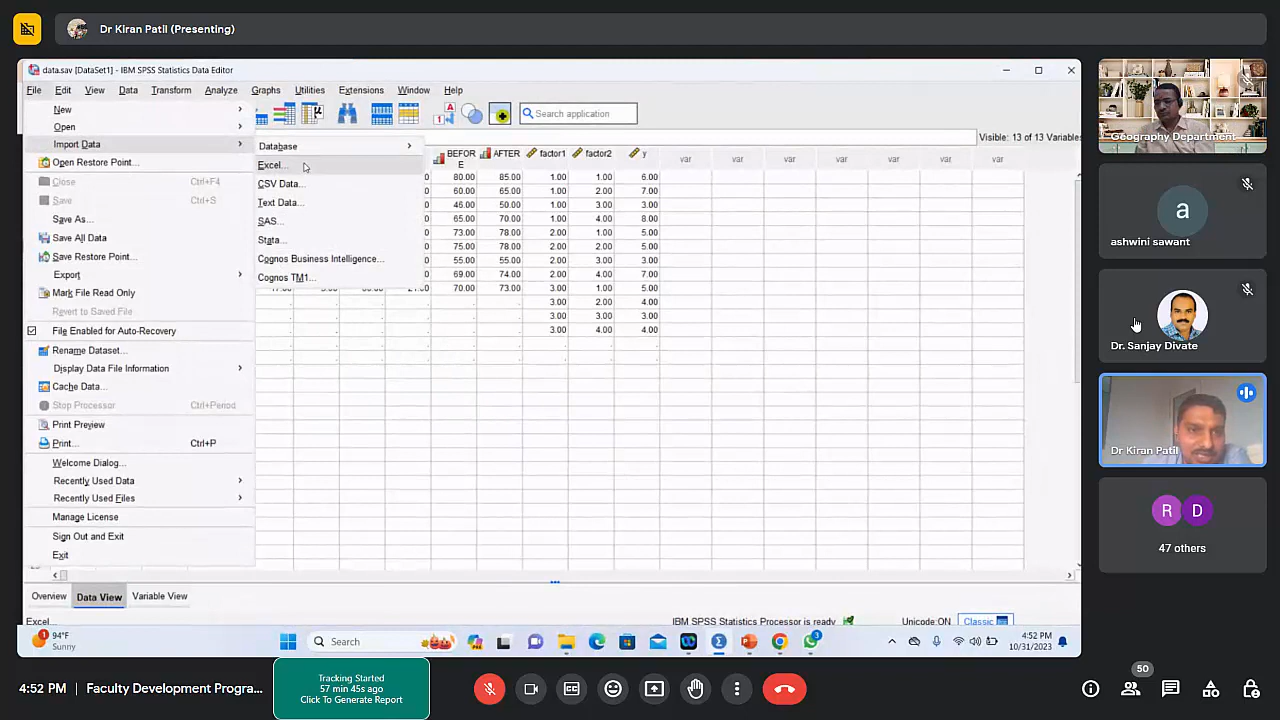 Dr Kiran Patil (Presenting)
data.sav [DataSet1] - IBM SPSS Statistics Data Editor
File Edit View Data Transform Analyze Graphs Utilities Extensions Window Help
New
Open
Import Data
Open Restore Point...
Close Ctrl+F4
Save Ctrl+S
Save As...
Save All Data
Save Restore Point...
Export
Mark File Read Only
Revert to Saved File
File Enabled for Auto-Recovery
Rename Dataset...
Display Data File Information
Cache Data...
Stop Processor Ctrl+Period
Print Preview
Print... Ctrl+P
Welcome Dialog...
Recently Used Data
Recently Used Files
Manage License
Sign Out and Exit
Exit
Database
Excel...
CSV Data...
Text Data...
SAS...
Stata...
Cognos Business Intelligence...
Cognos TM1...
Search application
Visible: 13 of 13 Variables
BEFORE AFTER factor1 factor2 y var var var var var var var
80.00 85.00 1.00 1.00 6.00
60.00 65.00 1.00 2.00 7.00
46.00 50.00 1.00 3.00 3.00
65.00 70.00 1.00 4.00 8.00
73.00 78.00 2.00 1.00 5.00
75.00 78.00 2.00 2.00 5.00
55.00 55.00 2.00 3.00 3.00
69.00 74.00 2.00 4.00 7.00
70.00 73.00 3.00 1.00 5.00
3.00 2.00 4.00
3.00 3.00 3.00
3.00 4.00 4.00
Overview Data View Variable View
Excel...
IBM SPSS Statistics Processor is ready
Unicode:ON
Classic
1
94°F
Sunny
Search
3
4:52 PM
10/31/2023
Geography Department
a
ashwini sawant
Dr. Sanjay Divate
Dr Kiran Patil
R D
47 others
4:52 PM Faculty Development Progra...
Tracking Started
57 min 45s ago
Click To Generate Report
50